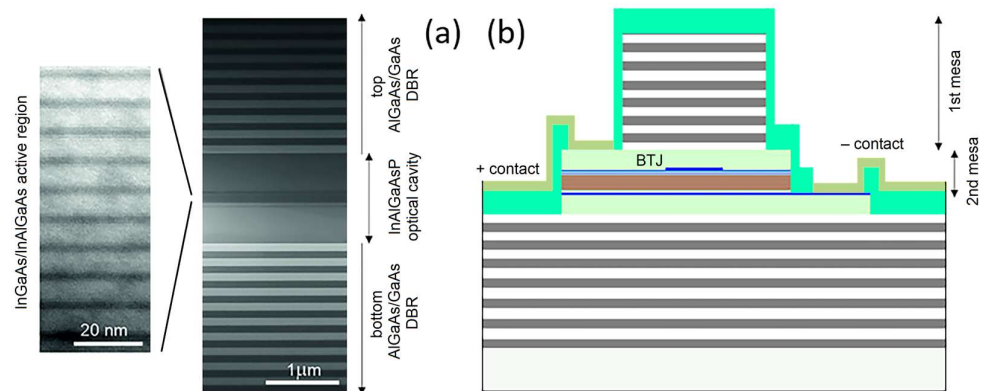 (a)
InGaAs/InAlGaAs active region
20 nm
top
AlGaAs/GaAs
DBR
InAlGaAsP
optical cavity
bottom
AlGaAs/GaAs
DBR
1μm
(b)
1st mesa
BTJ
– contact
+ contact
2nd mesa